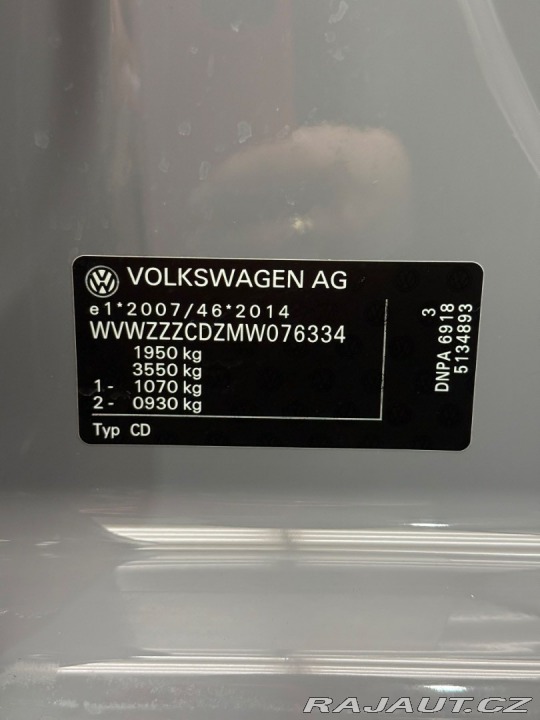 VOLKSWAGEN AG
e1*2007/46*2014
WVWZZZCDZMW076334
1950 kg
3550 kg
1- 1070 kg
2- 0930 kg
Typ CD
3
DNPA 6918
5134893
RAJAUT.CZ